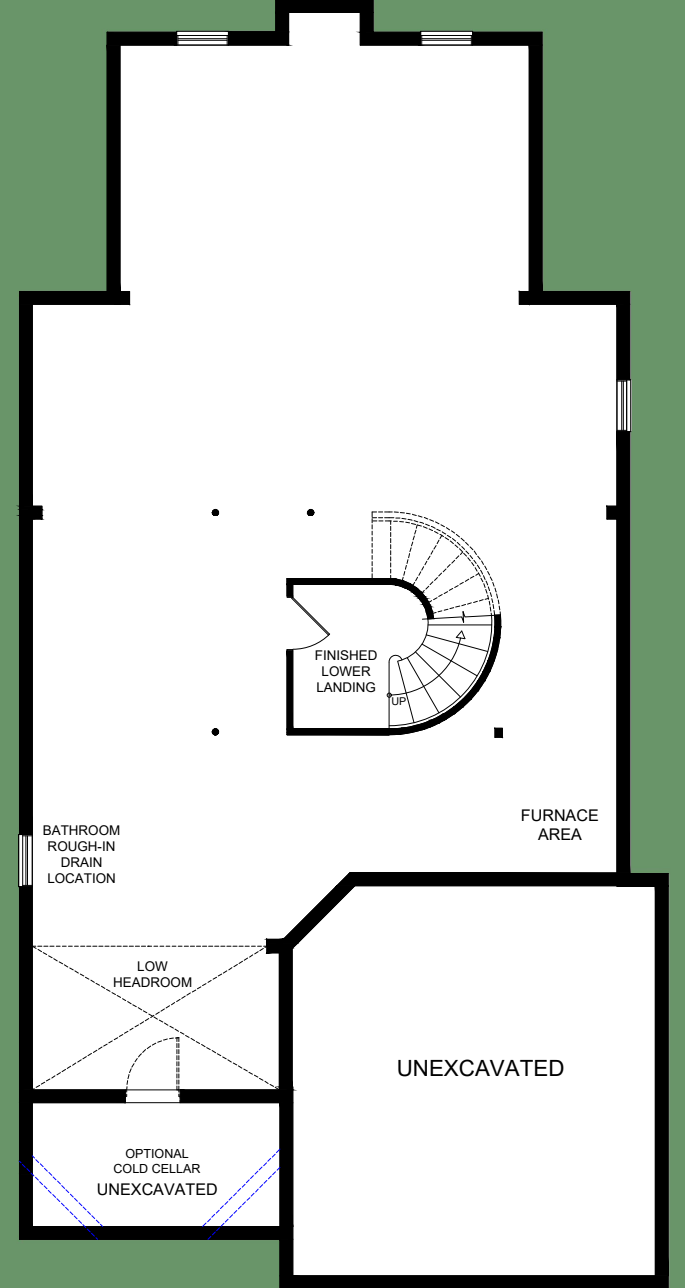 FINISHED
LOWER
LANDING
UP
BATHROOM
ROUGH-IN
DRAIN
LOCATION
FURNACE
AREA
LOW
HEADROOM
UNEXCAVATED
OPTIONAL
COLD CELLAR
UNEXCAVATED